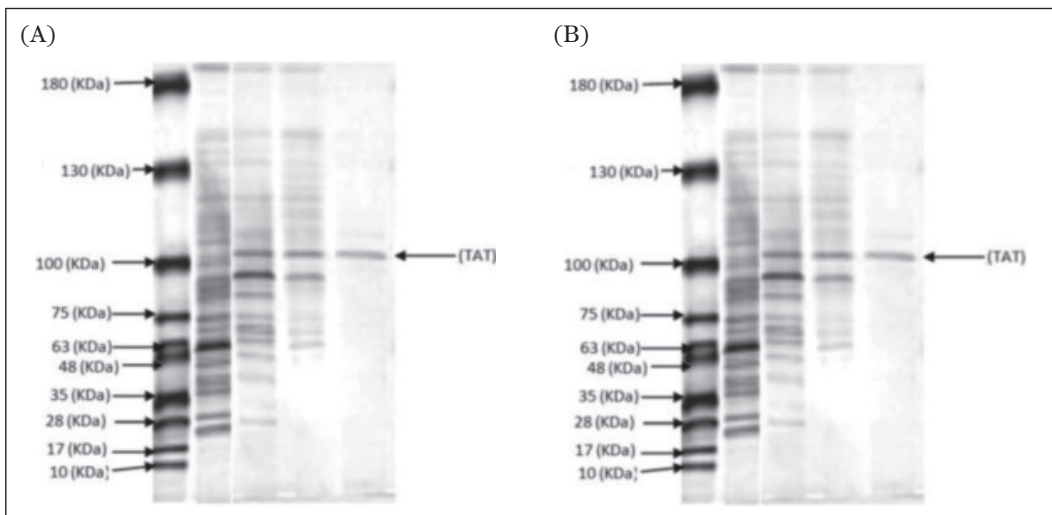 (A)
180 (KDa)
130 (KDa)
100 (KDa)
75 (KDa)
63 (KDa)
48 (KDa)
35 (KDa)
28 (KDa)
17 (KDa)
10 (KDa)
(TAT)
(B)
180 (KDa)
130 (KDa)
100 (KDa)
75 (KDa)
63 (KDa)
48 (KDa)
35 (KDa)
28 (KDa)
17 (KDa)
10 (KDa)
(TAT)